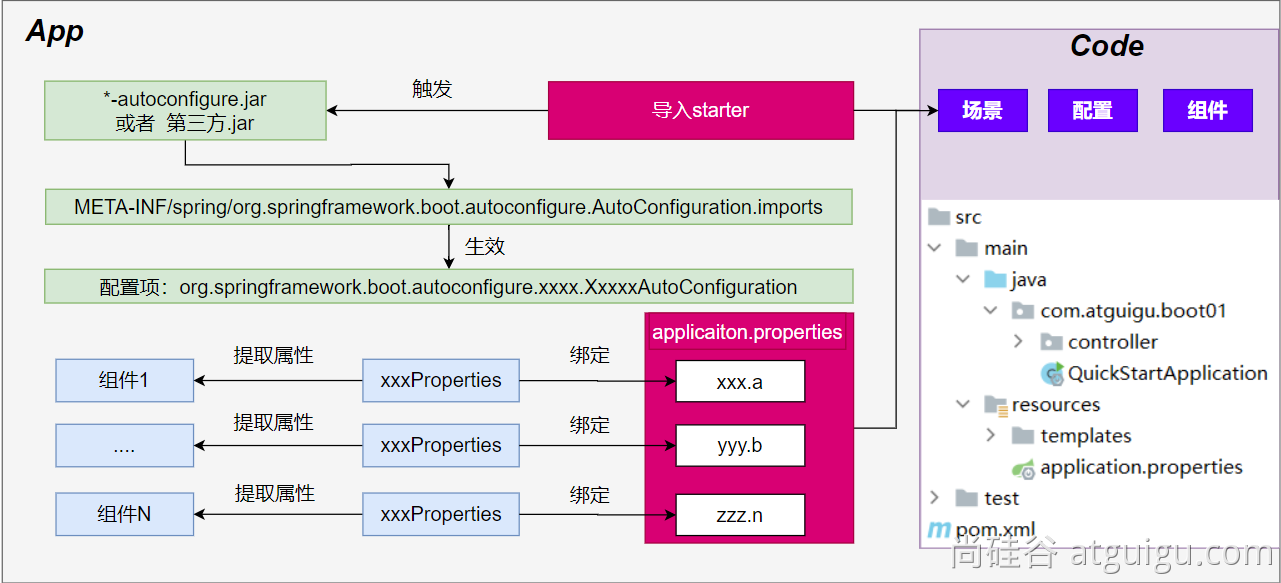 App
Code
触发
*-autoconfigure.jar
或者 第三方.jar
导入starter
场景
配置
组件
META-INF/spring/org.springframework.boot.autoconfigure.AutoConfiguration.imports
生效
配置项：org.springframework.boot.autoconfigure.xxxx.XxxxxAutoConfiguration
applicaiton.properties
组件1
提取属性
xxxProperties
绑定
xxx.a
....
提取属性
xxxProperties
绑定
yyy.b
组件N
提取属性
xxxProperties
绑定
zzz.n
src
main
java
com.atguigu.boot01
controller
QuickStartApplication
resources
templates
application.properties
test
pom.xml
尚硅谷 atguigu.com